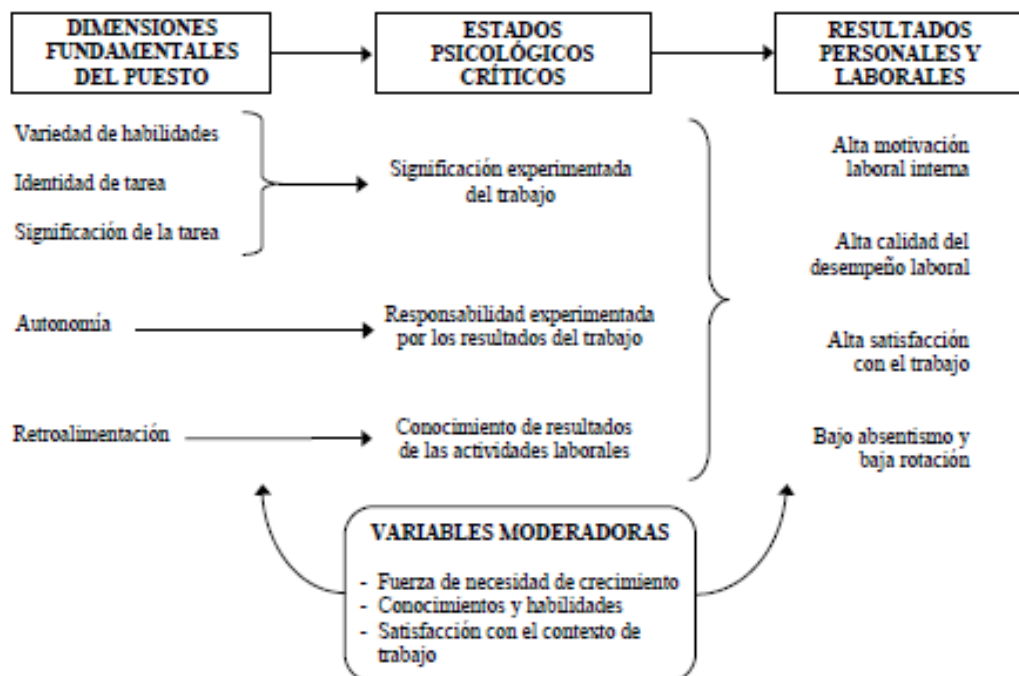 DIMENSIONES
FUNDAMENTALES
DEL PUESTO
ESTADOS
PSICOLÓGICOS
CRÍTICOS
RESULTADOS
PERSONALES Y
LABORALES
Variedad de habilidades
Identidad de tarea
Significación de la tarea
Significación experimentada
del trabajo
Alta motivación
laboral interna
Alta calidad del
desempeño laboral
Autonomía
Responsabilidad experimentada
por los resultados del trabajo
Alta satisfacción
con el trabajo
Retroalimentación
Conocimiento de resultados
de las actividades laborales
Bajo absentismo y
baja rotación
VARIABLES MODERADORAS
- Fuerza de necesidad de crecimiento
- Conocimientos y habilidades
- Satisfacción con el contexto de
trabajo